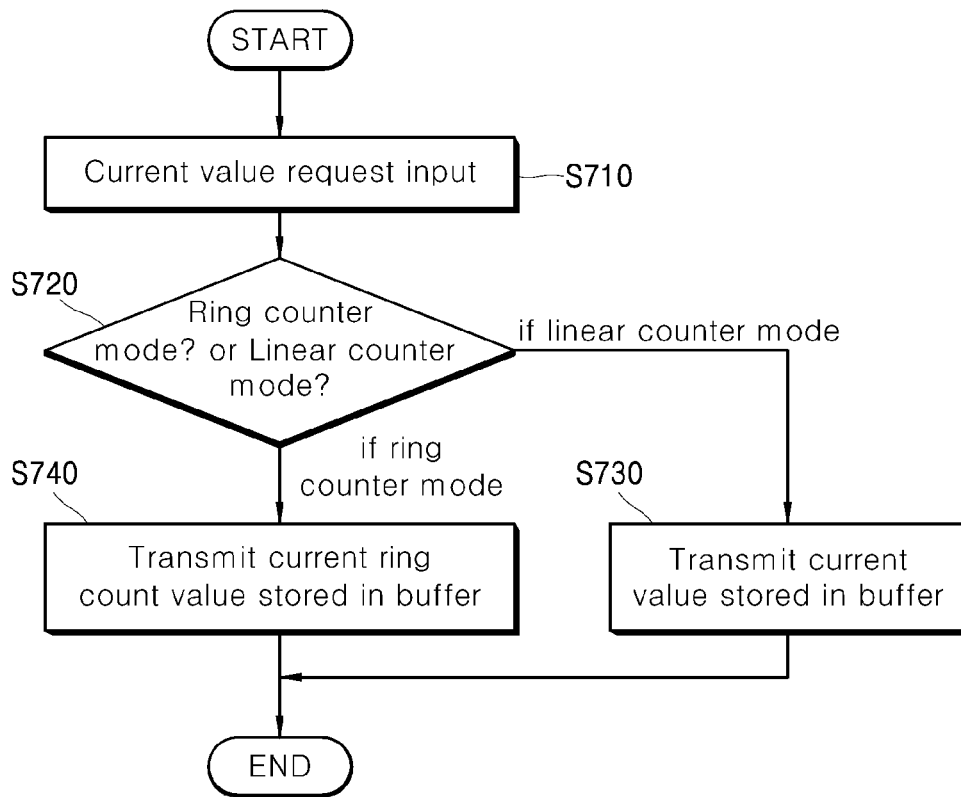 START
Current value request input
S710
S720
Ring counter
mode? or Linear counter
mode?
if linear counter mode
if ring
counter mode
S740
S730
Transmit current ring
count value stored in buffer
Transmit current
value stored in buffer
END